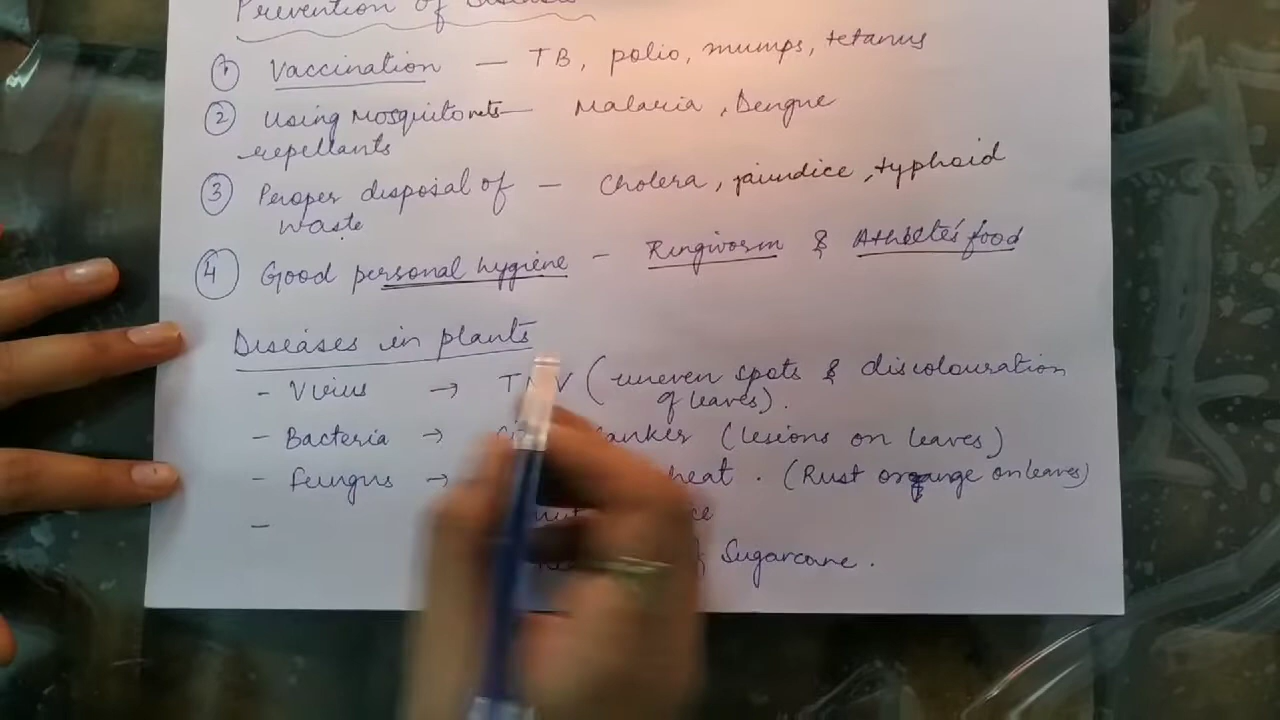 Prevention of
① Vaccination — TB, polio, mumps, tetanus
② Using Mosquito nets — Malaria, Dengue
repellants
③ Proper disposal of — Cholera, jaundice, typhoid
waste
④ Good personal hygiene — Ringworm & Athelete's food
Diseases in plants
- Virus → T V (uneven spots & discolouration
of leaves).
- Bacteria → canker (lesions on leaves)
- Fungus → heat. (Rust orange on leaves)
-
Sugarcane.